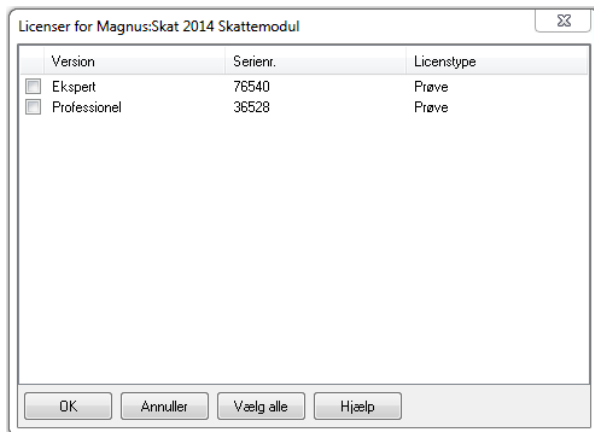 Licenser for Magnus:Skat 2014 Skattemodul
Version Serienr. Licenstype
Ekspert 76540 Prøve
Professionel 36528 Prøve
OK Annuller Vælg alle Hjælp